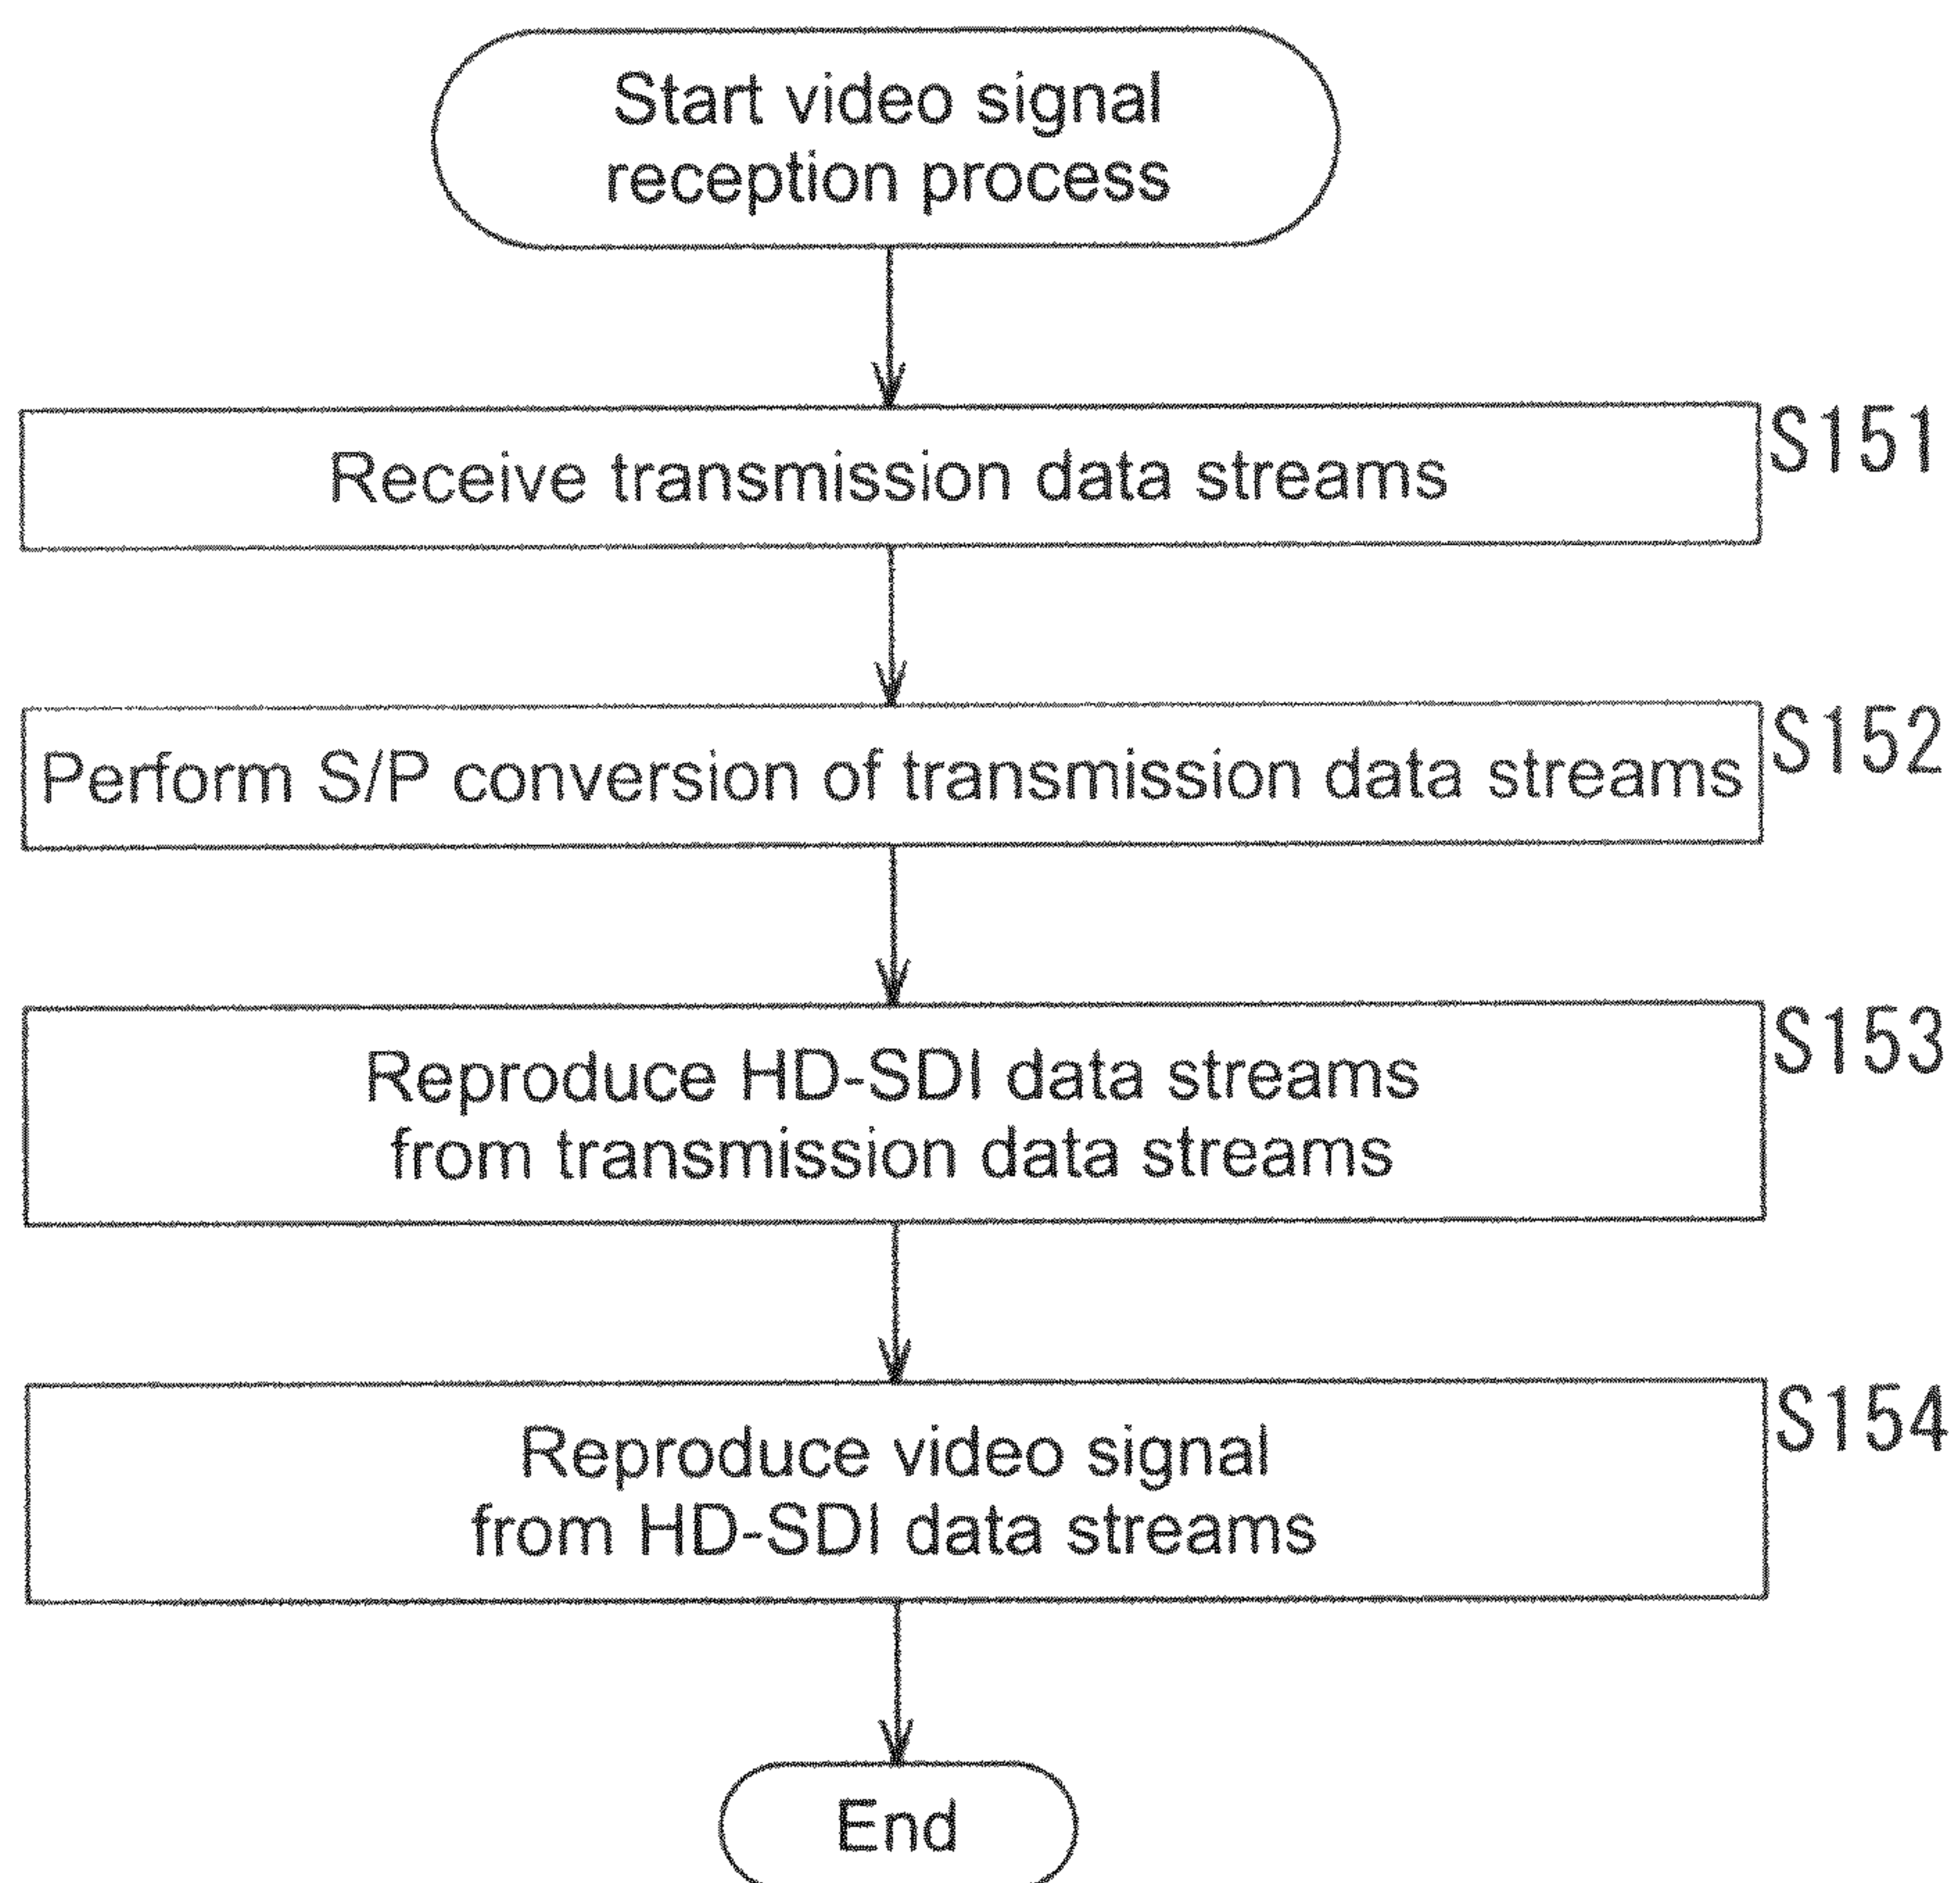 Start video signal
reception process
Receive transmission data streams
S151
Perform S/P conversion of transmission data streams
S152
Reproduce HD-SDI data streams
from transmission data streams
S153
Reproduce video signal
from HD-SDI data streams
S154
End